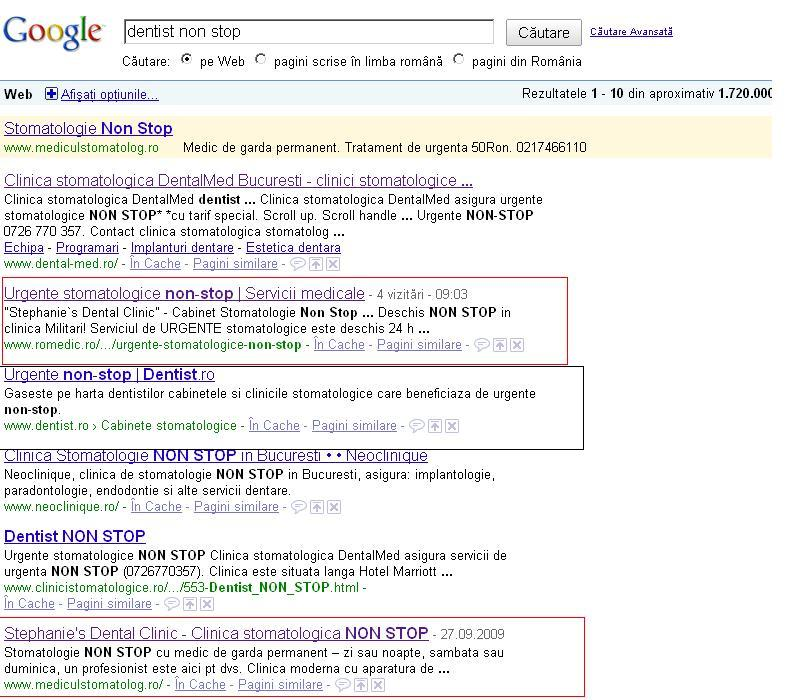 Google
dentist non stop
Căutare
Căutare Avansată
Căutare: pe Web pagini scrise în limba română pagini din România
Web Afişaţi opţiunile... Rezultatele 1 - 10 din aproximativ 1.720.000
Stomatologie Non Stop
www.mediculstomatolog.ro Medic de garda permanent. Tratament de urgenta 50Ron. 0217466110
Clinica stomatologica DentalMed Bucuresti - clinici stomatologice ...
Clinica stomatologica DentalMed dentist ... Clinica stomatologica DentalMed asigura urgente
stomatologice NON STOP* *cu tarif special. Scroll up. Scroll handle ... Urgente NON-STOP
0726 770 357. Contact clinica stomatologica stomatolog ...
Echipa - Programari - Implanturi dentare - Estetica dentara
www.dental-med.ro/ - În Cache - Pagini similare -
Urgente stomatologice non-stop | Servicii medicale - 4 vizitări - 09:03
"Stephanie`s Dental Clinic" - Cabinet Stomatologie Non Stop ... Deschis NON STOP in
clinica Militari! Serviciul de URGENTE stomatologice este deschis 24 h ...
www.romedic.ro/.../urgente-stomatologice-non-stop - În Cache - Pagini similare -
Urgente non-stop | Dentist.ro
Gaseste pe harta dentistilor cabinetele si clinicile stomatologice care beneficiaza de urgente
non-stop.
www.dentist.ro › Cabinete stomatologice - În Cache - Pagini similare -
Clinica Stomatologie NON STOP in Bucuresti • • Neoclinique
Neoclinique, clinica de stomatologie NON STOP in Bucuresti, asigura: implantologie,
paradontologie, endodontie si alte servicii dentare.
www.neoclinique.ro/ - În Cache - Pagini similare -
Dentist NON STOP
Urgente stomatologice NON STOP Clinica stomatologica DentalMed asigura servicii de
urgenta NON STOP (0726770357). Clinica este situata langa Hotel Marriott ...
www.clinicistomatologice.ro/.../553-Dentist_NON_STOP.html -
În Cache - Pagini similare -
Stephanie's Dental Clinic - Clinica stomatologica NON STOP - 27.09.2009
Stomatologie NON STOP cu medic de garda permanent – zi sau noapte, sambata sau
duminica, un profesionist este aici pt dvs. Clinica moderna cu aparatura de ...
www.mediculstomatolog.ro/ - În Cache - Pagini similare -